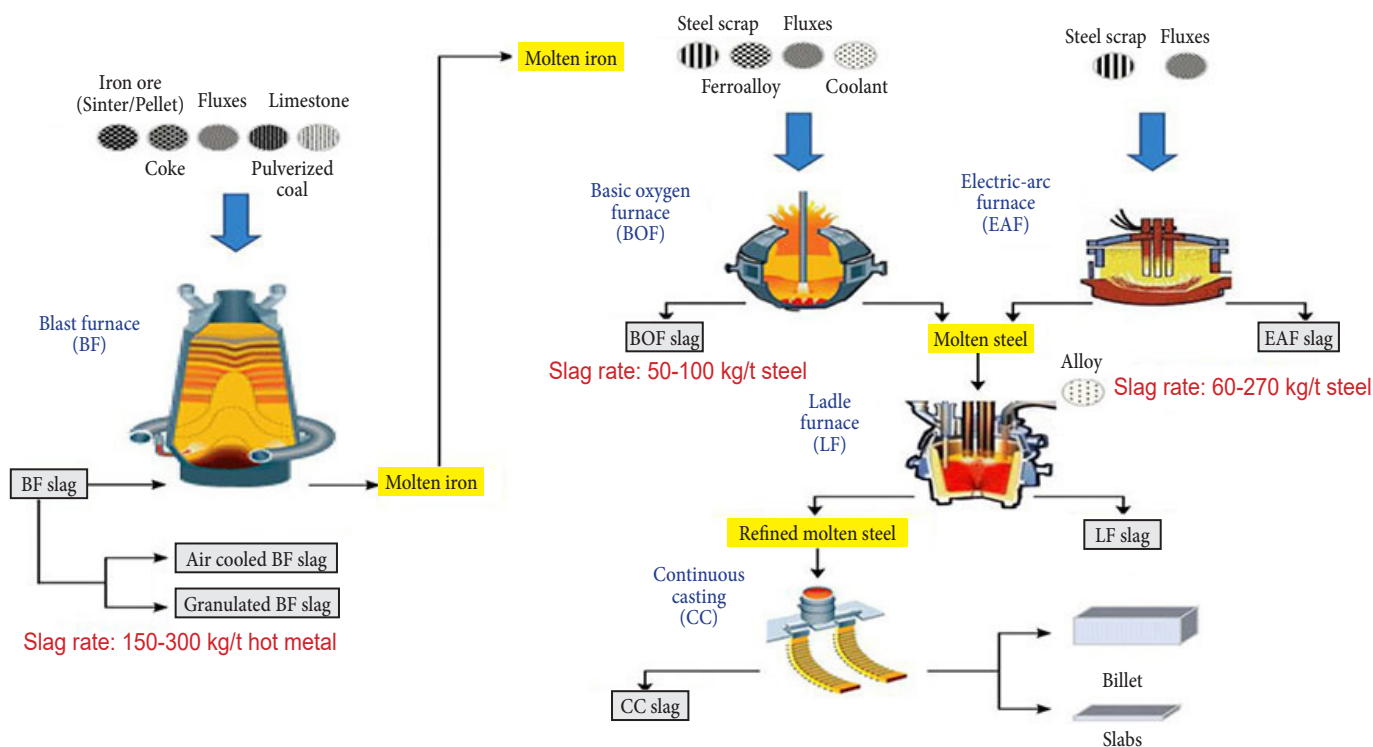 Iron ore
(Sinter/Pellet)
Fluxes
Limestone
Coke
Pulverized
coal
Blast furnace
(BF)
BF slag
Molten iron
Air cooled BF slag
Granulated BF slag
Slag rate: 150-300 kg/t hot metal
Molten iron
Steel scrap
Fluxes
Ferroalloy
Coolant
Basic oxygen
furnace
(BOF)
BOF slag
Slag rate: 50-100 kg/t steel
Molten steel
Steel scrap
Fluxes
Electric-arc
furnace
(EAF)
EAF slag
Slag rate: 60-270 kg/t steel
Alloy
Ladle
furnace
(LF)
Refined molten steel
LF slag
Continuous
casting
(CC)
CC slag
Billet
Slabs